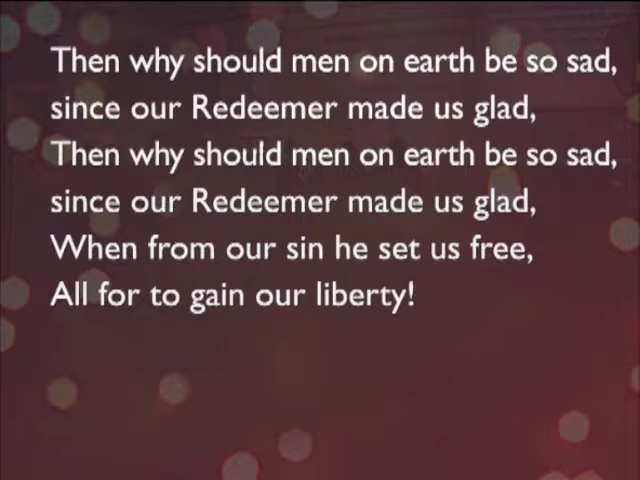 Then why should men on earth be so sad,
since our Redeemer made us glad,
Then why should men on earth be so sad,
since our Redeemer made us glad,
When from our sin he set us free,
All for to gain our liberty!